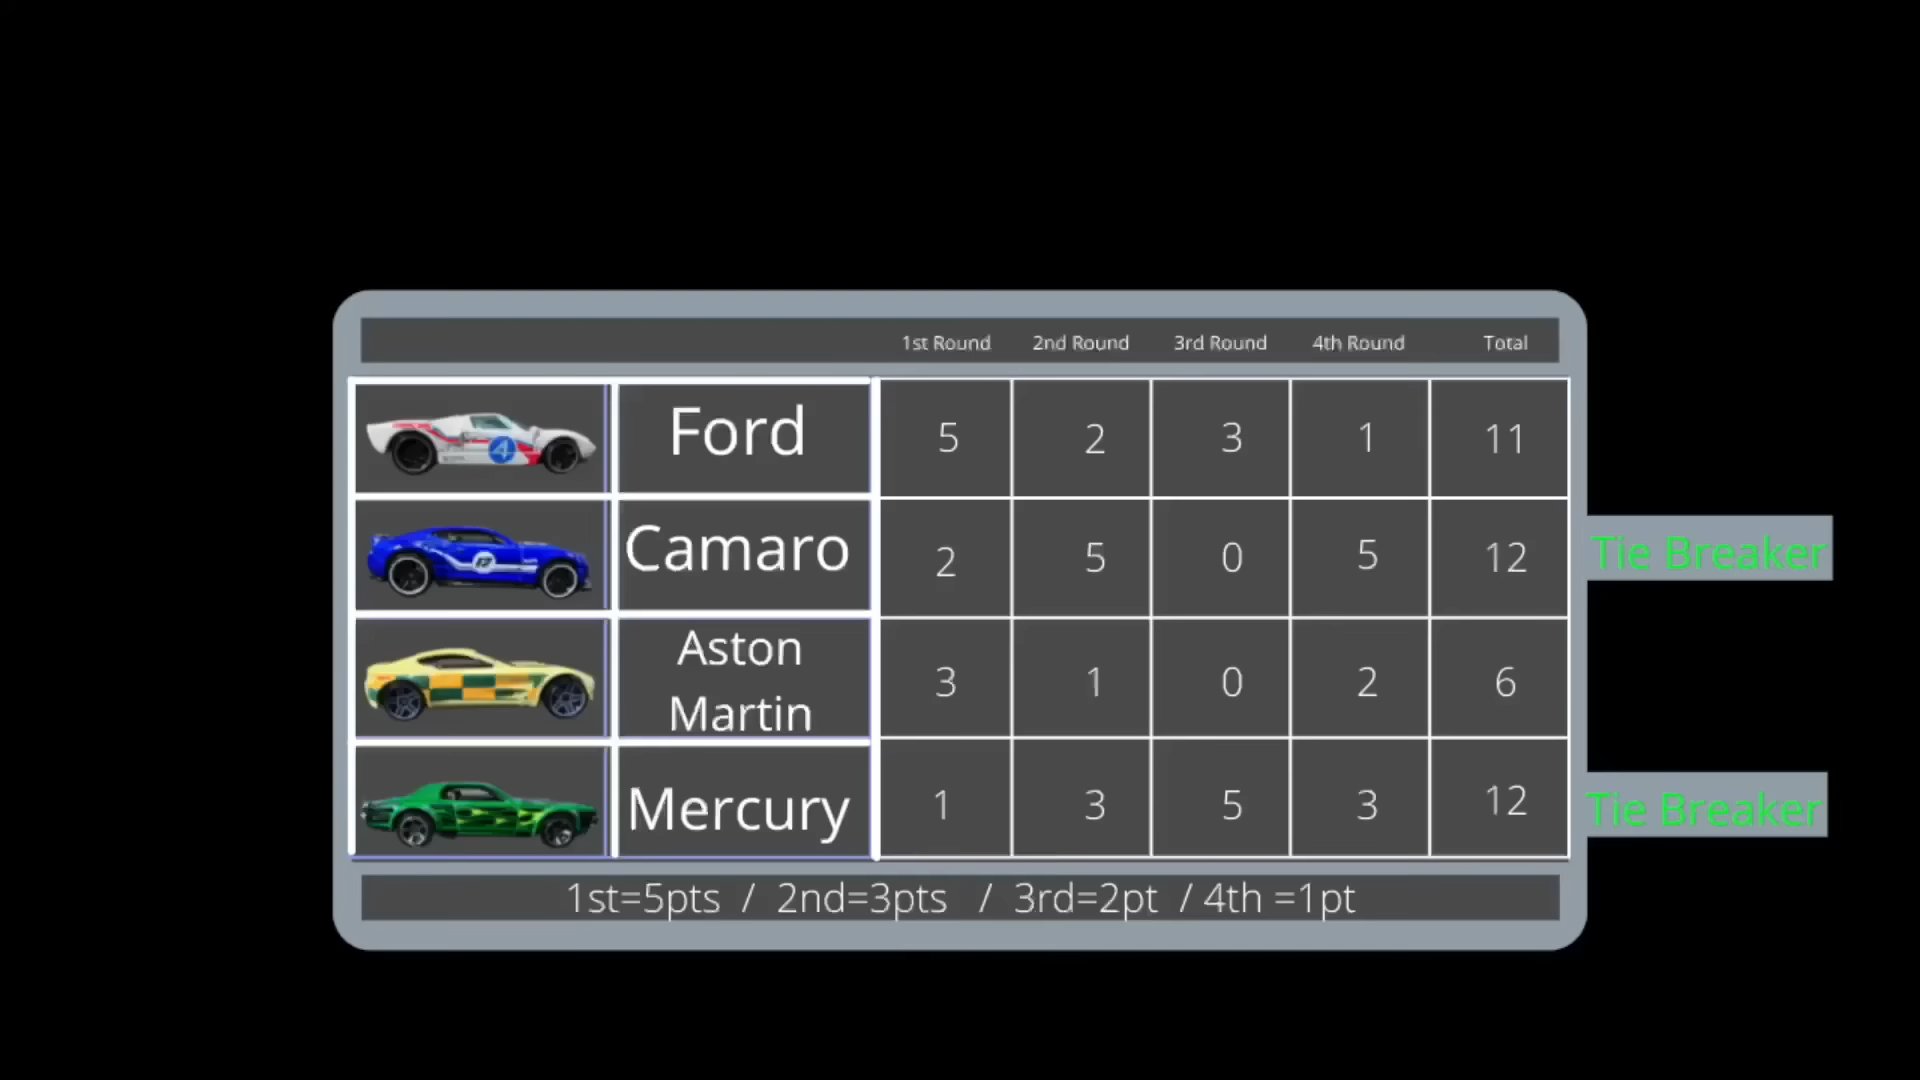 1st Round 2nd Round 3rd Round 4th Round Total
4
Ford 5 2 3 1 11
Camaro 2 5 0 5 12
Tie Breaker
Aston
Martin 3 1 0 2 6
Mercury 1 3 5 3 12
Tie Breaker
1st=5pts / 2nd=3pts / 3rd=2pt / 4th =1pt